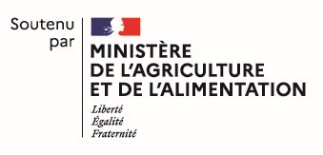 Soutenu
par
MINISTÈRE
DE L'AGRICULTURE
ET DE L'ALIMENTATION
Liberté
Égalité
Fraternité